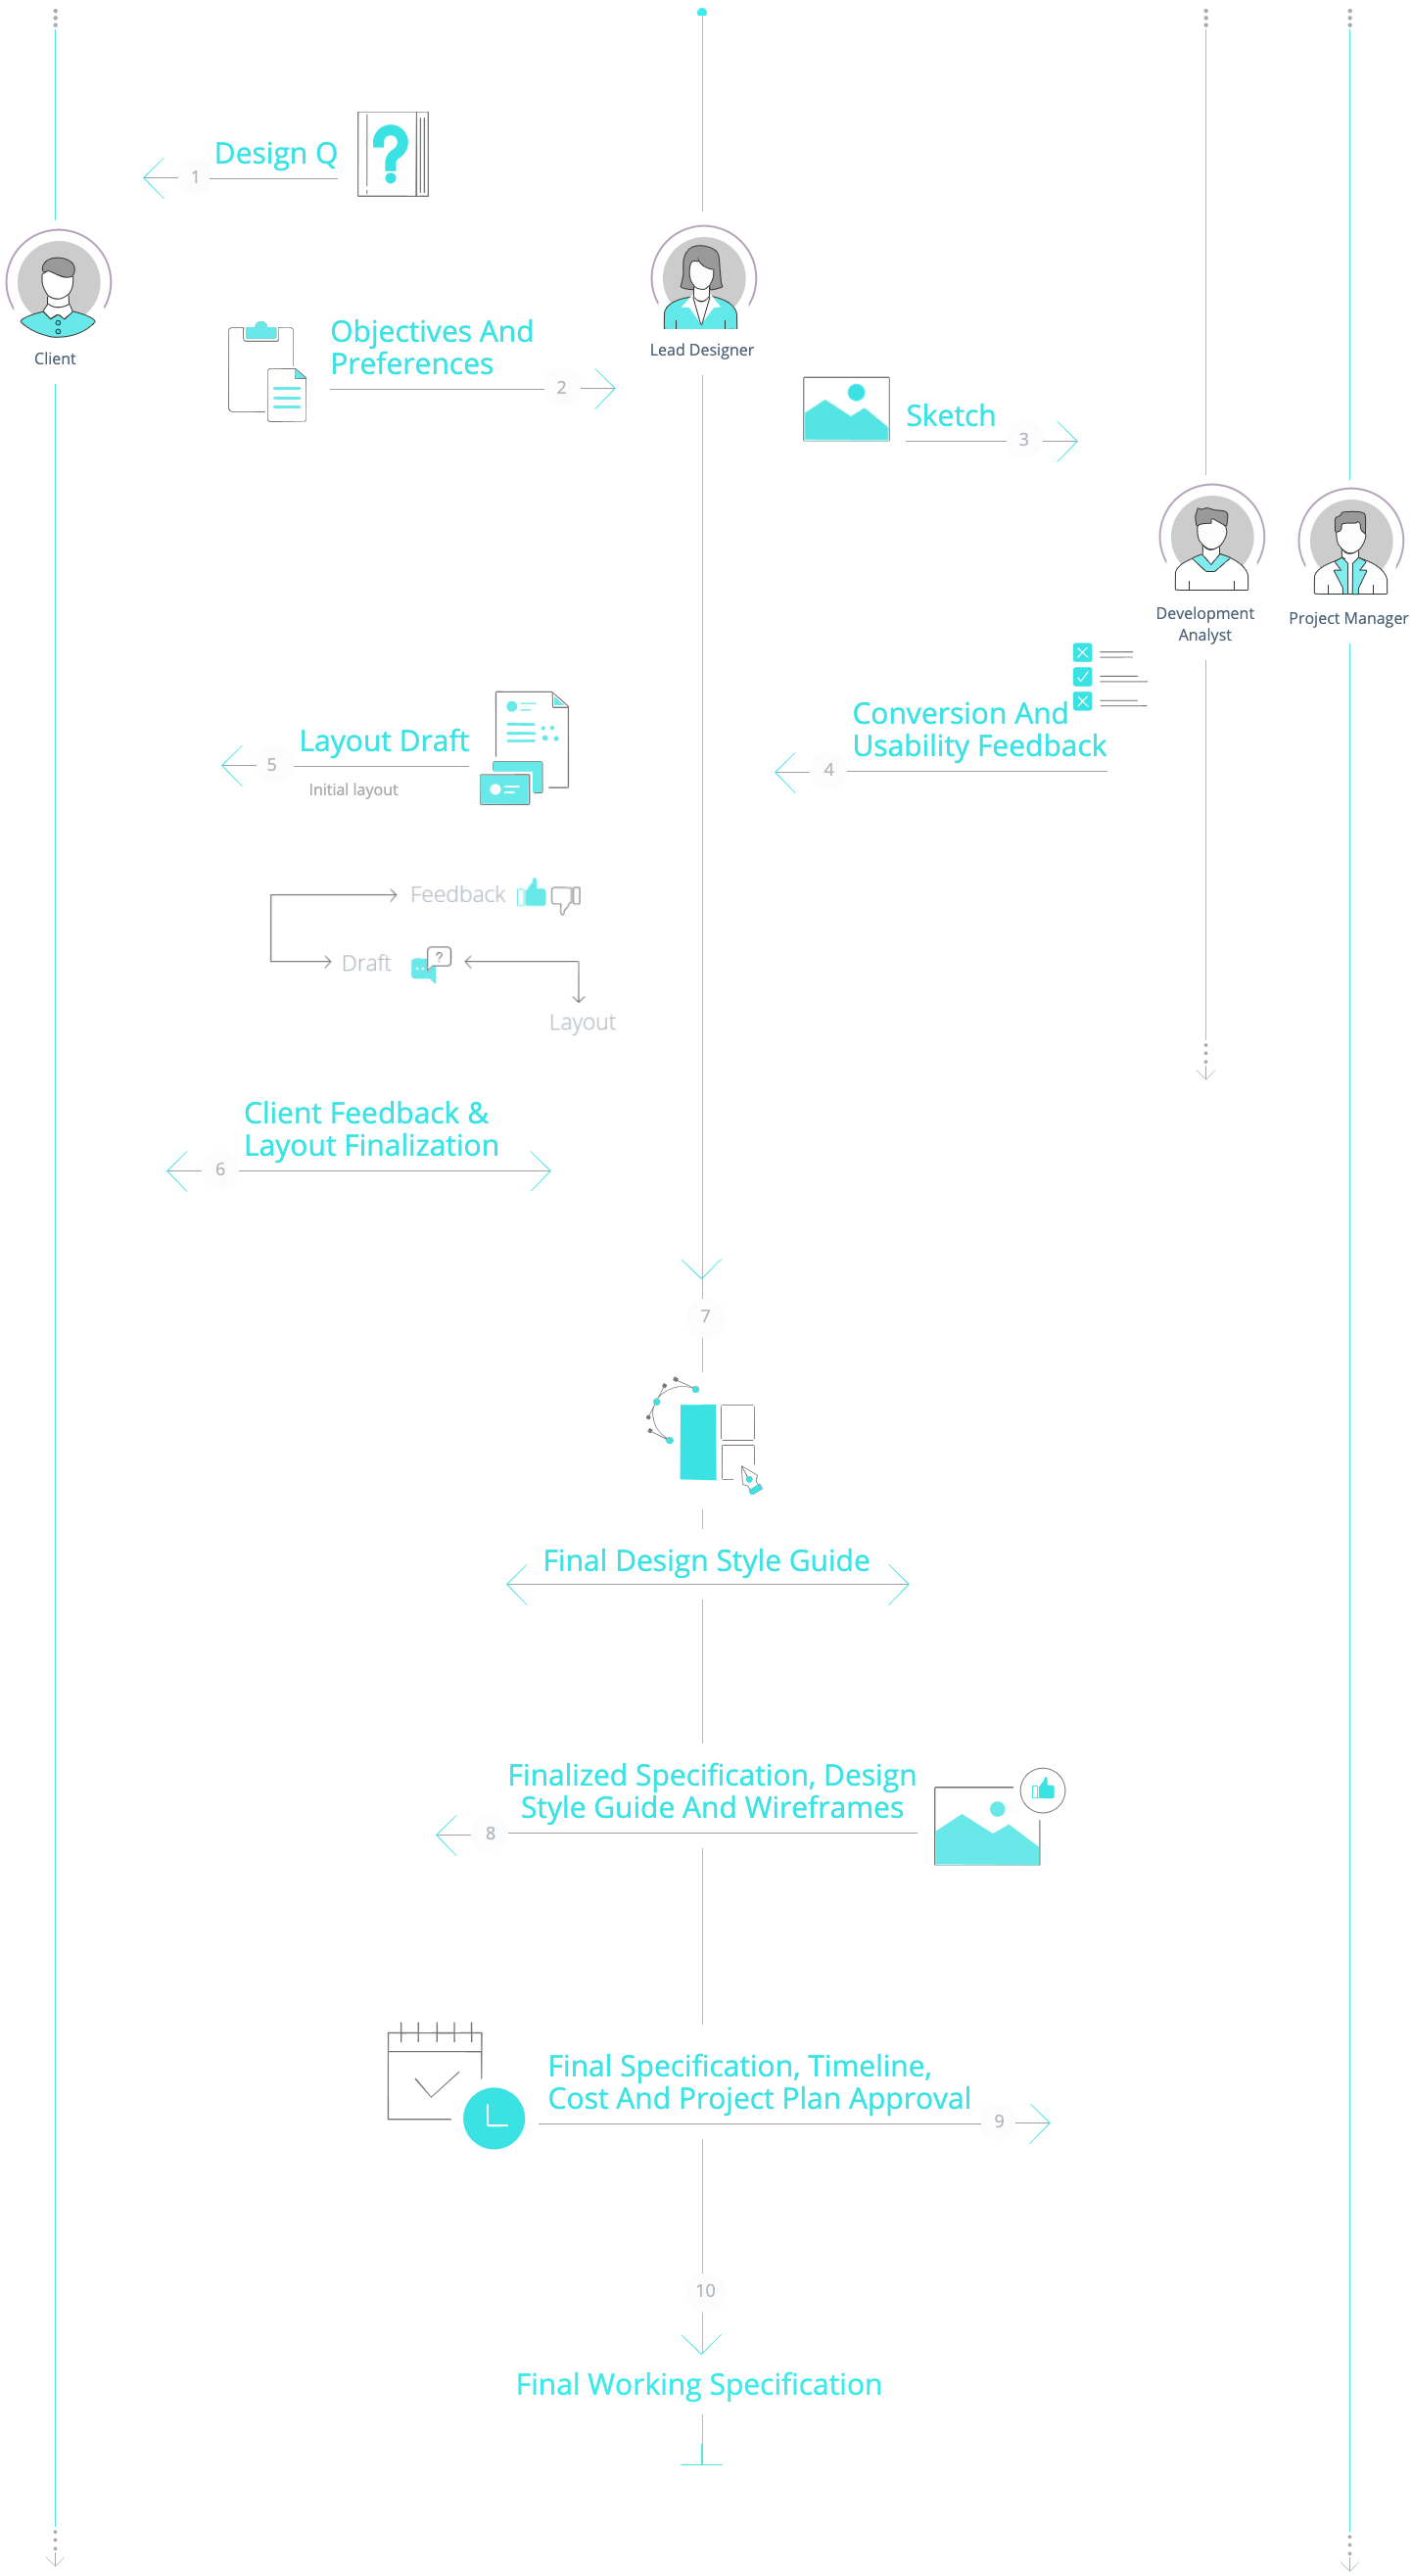 Design Q
?
1
Client
Lead Designer
Objectives And
Preferences
2
Sketch
3
Development
Analyst
Project Manager
Conversion And
Usability Feedback
4
Layout Draft
5
Initial layout
Feedback
Draft
?
Layout
Client Feedback &
Layout Finalization
6
7
Final Design Style Guide
Finalized Specification, Design
Style Guide And Wireframes
8
Final Specification, Timeline,
Cost And Project Plan Approval
9
10
Final Working Specification